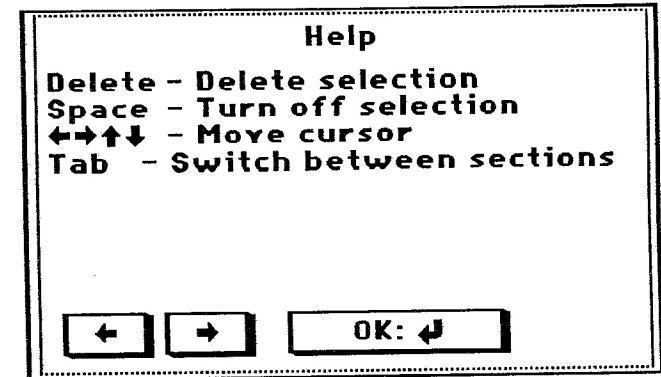 Help
Delete - Delete selection
Space - Turn off selection
←→↑↓ - Move cursor
Tab - Switch between sections
← → OK: ↵